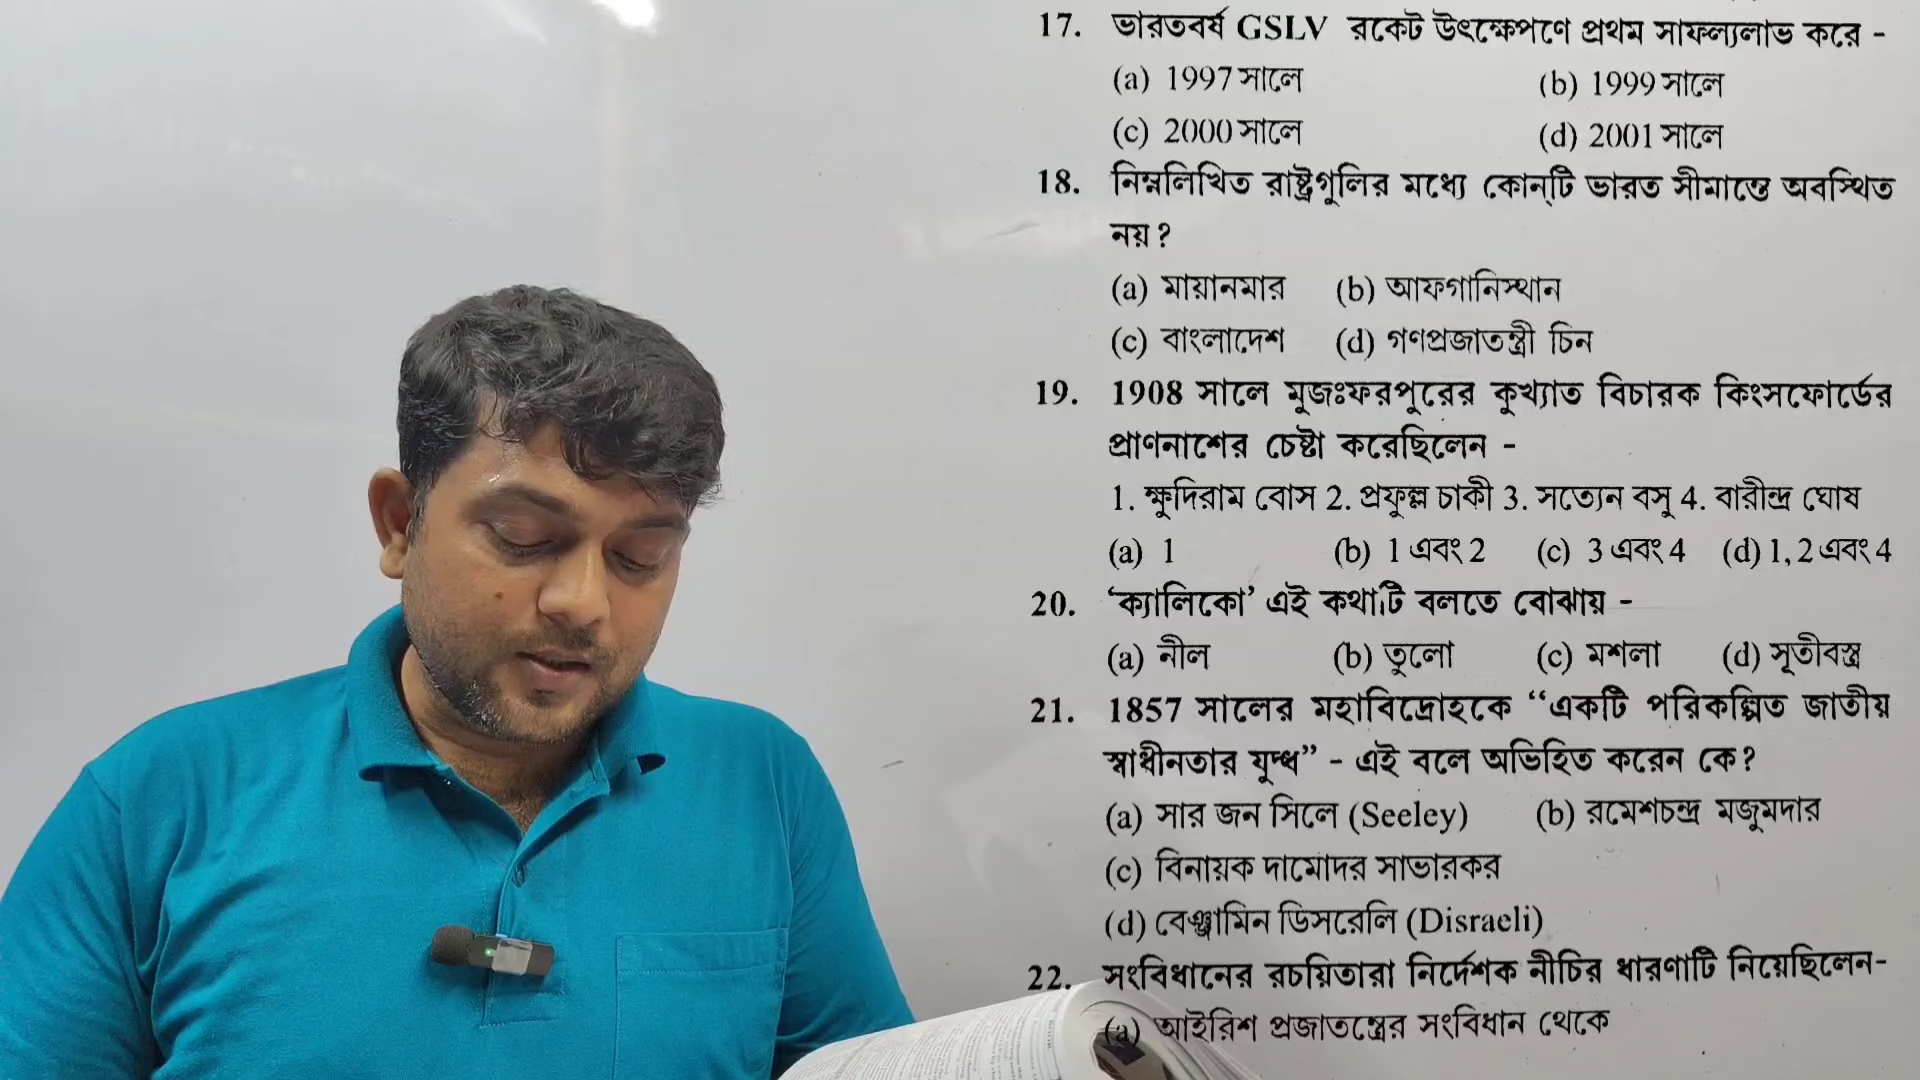 17. ভারতবর্ষ GSLV রকেট উৎক্ষেপণে প্রথম সাফল্যলাভ করে -
(a) 1997 সালে (b) 1999 সালে
(c) 2000 সালে (d) 2001 সালে
18. নিম্নলিখিত রাষ্ট্রগুলির মধ্যে কোন্‌টি ভারত সীমান্তে অবস্থিত
নয় ?
(a) মায়ানমার (b) আফগানিস্থান
(c) বাংলাদেশ (d) গণপ্রজাতন্ত্রী চিন
19. 1908 সালে মুজঃফরপুরের কুখ্যাত বিচারক কিংসফোর্ডের
প্রাণনাশের চেষ্টা করেছিলেন -
1. ক্ষুদিরাম বোস 2. প্রফুল্ল চাকী 3. সত্যেন বসু 4. বারীন্দ্র ঘোষ
(a) 1 (b) 1 এবং 2 (c) 3 এবং 4 (d) 1, 2 এবং 4
20. ‘ক্যালিকো’ এই কথাটি বলতে বোঝায় -
(a) নীল (b) তুলো (c) মশলা (d) সূতীবস্ত্র
21. 1857 সালের মহাবিদ্রোহকে “একটি পরিকল্পিত জাতীয়
স্বাধীনতার যুদ্ধ” - এই বলে অভিহিত করেন কে ?
(a) সার জন সিলে (Seeley) (b) রমেশচন্দ্র মজুমদার
(c) বিনায়ক দামোদর সাভারকর
(d) বেঞ্জামিন ডিসরেলি (Disraeli)
22. সংবিধানের রচয়িতারা নির্দেশক নীচির ধারণাটি নিয়েছিলেন-
(a) আইরিশ প্রজাতন্ত্রের সংবিধান থেকে